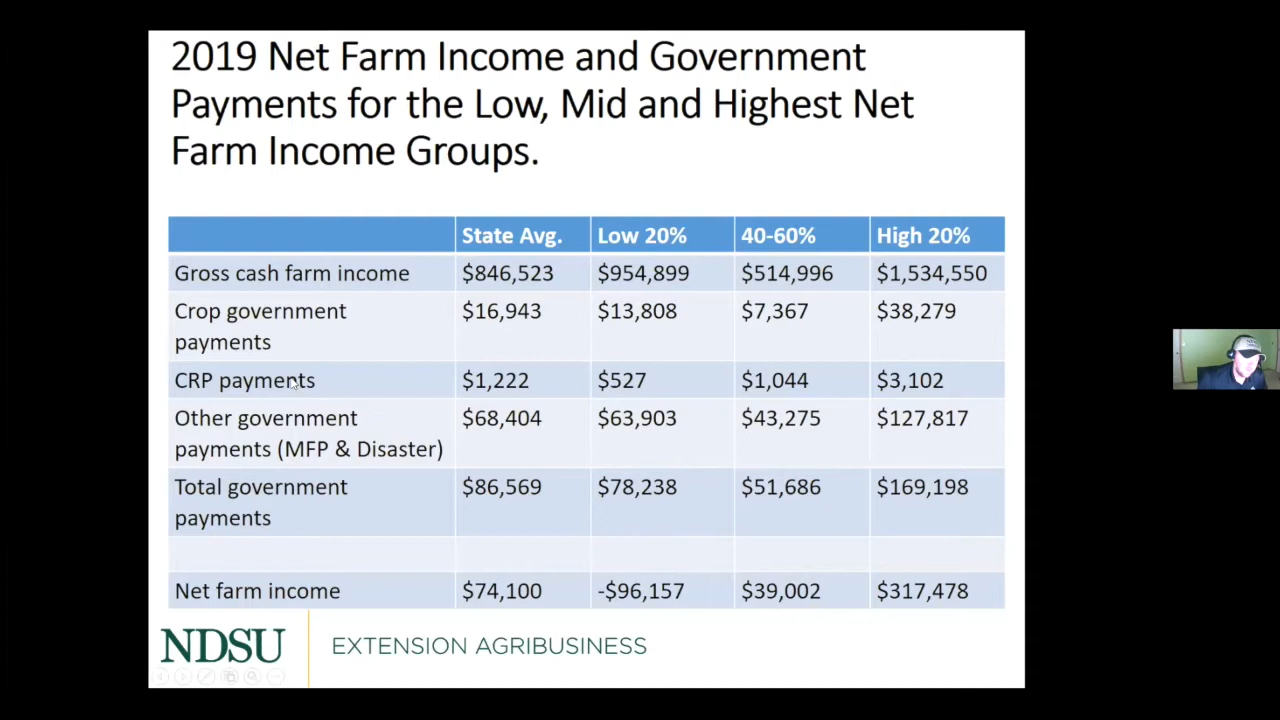 2019 Net Farm Income and Government
Payments for the Low, Mid and Highest Net
Farm Income Groups.
State Avg. Low 20% 40-60% High 20%
Gross cash farm income $846,523 $954,899 $514,996 $1,534,550
Crop government
payments $16,943 $13,808 $7,367 $38,279
CRP payments $1,222 $527 $1,044 $3,102
Other government
payments (MFP & Disaster) $68,404 $63,903 $43,275 $127,817
Total government
payments $86,569 $78,238 $51,686 $169,198
Net farm income $74,100 -$96,157 $39,002 $317,478
NDSU EXTENSION AGRIBUSINESS